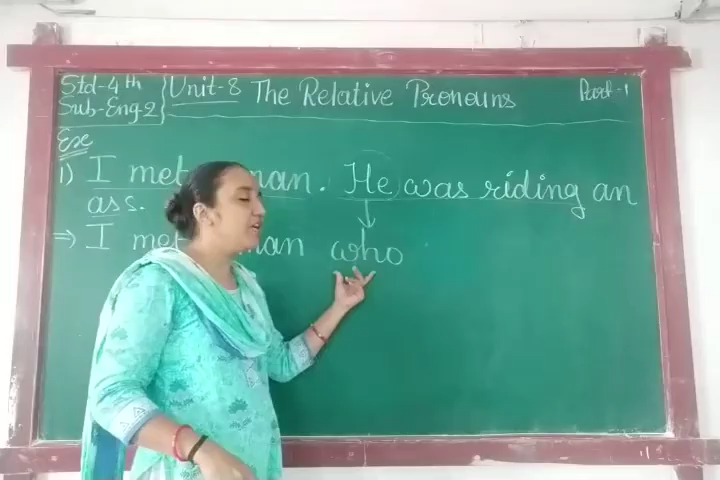 Std-4th Unit-8 The Relative Pronouns Part-1
Sub-Eng-2
Exe
1) I met man. He was riding an
ass.
⇒ I met man who